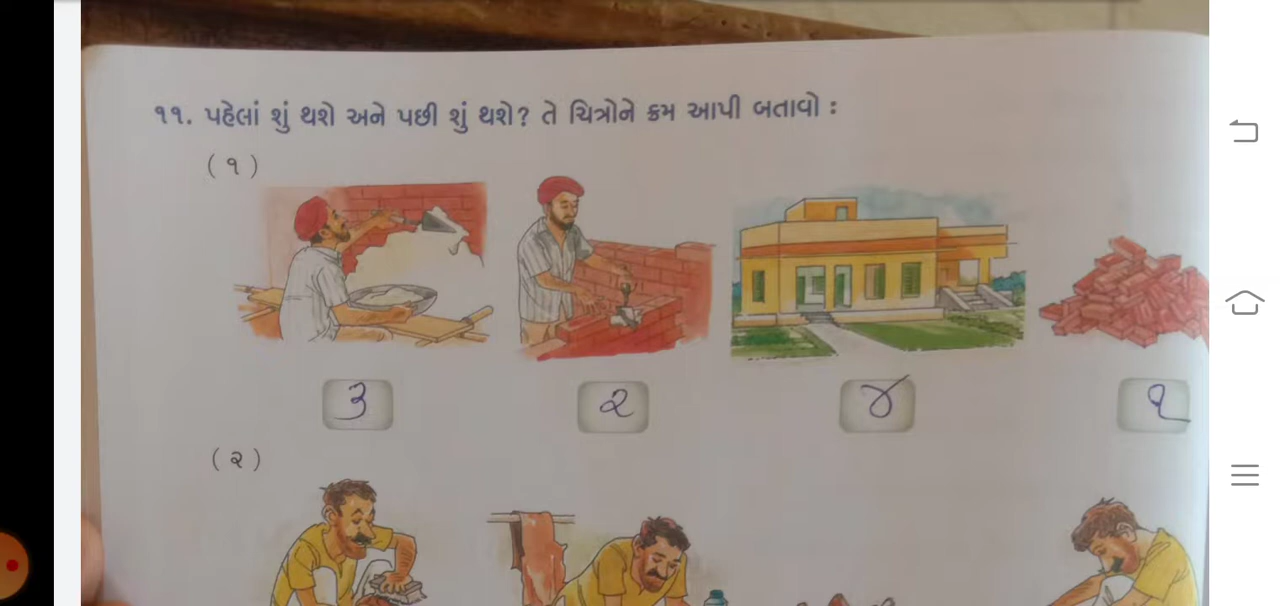 ૧૧. પહેલાં શું થશે અને પછી શું થશે? તે ચિત્રોને ક્રમ આપી બતાવો :
(૧)
૩ ૨ ૪ ૧
(૨)